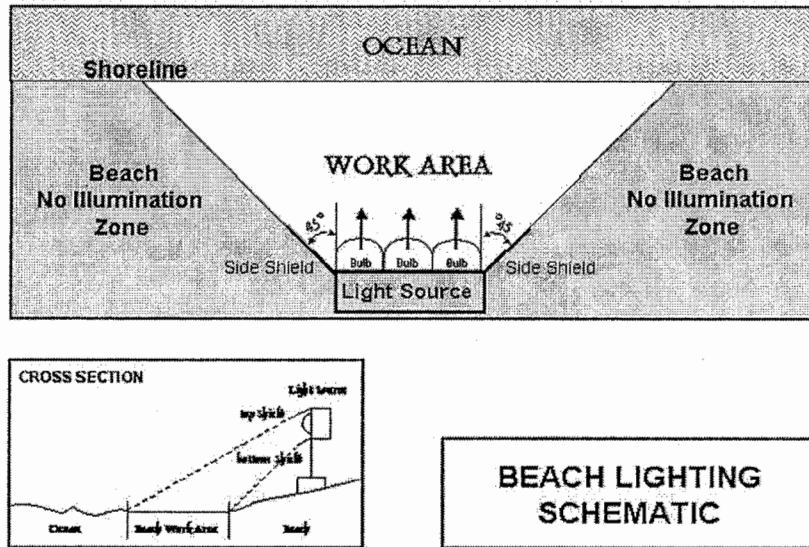 OCEAN
Shoreline
WORK AREA
Beach
No Illumination
Zone
Beach
No Illumination
Zone
45°
45°
Side Shield
Bulb
Bulb
Bulb
Side Shield
Light Source
CROSS SECTION
Light Source
Top Shield
Bottom Shield
Ocean
Beach Work Area
Beach
BEACH LIGHTING
SCHEMATIC